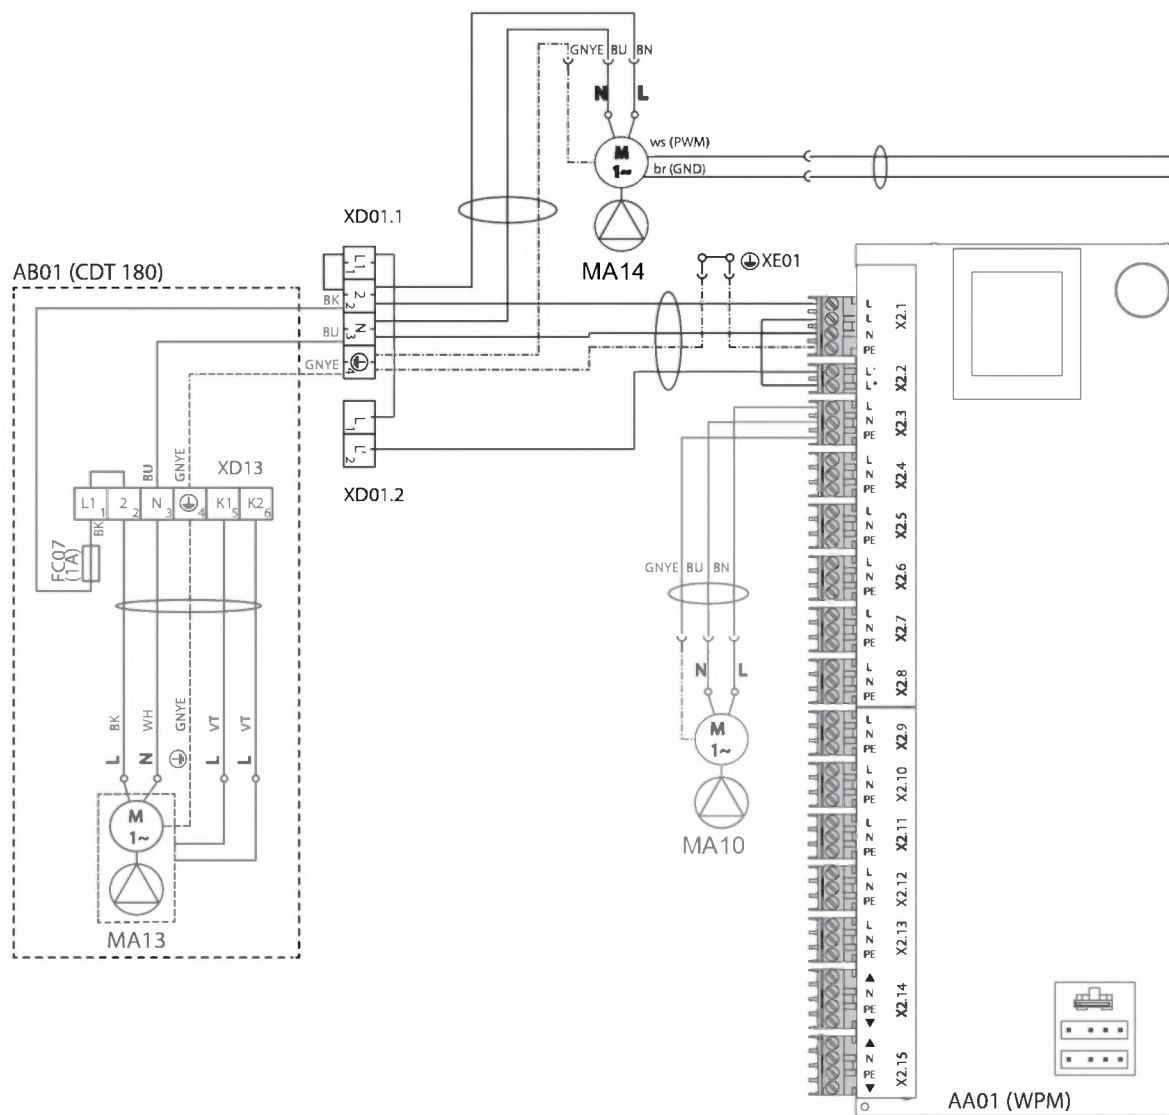 GNYE BU BN
N L
M
1~
ws (PWM)
br (GND)
MA14
XD01.1
L1 1
2 2
N 3
4
AB01 (CDT 180)
BK
BU
GNYE
XE01
L 1
L' 2
XD01.2
BU
GNYE
XD13
L1 1
2 2
N 3
4
K1 5
K2 6
BK
FC07
(1A)
BK
WH
GNYE
VT
VT
L
N
L
L
M
1~
MA13
GNYE BU BN
N L
M
1~
MA10
L
L
N
PE
X2.1
L'
L*
X2.2
L
N
PE
X2.3
L
N
PE
X2.4
L
N
PE
X2.5
L
N
PE
X2.6
L
N
PE
X2.7
L
N
PE
X2.8
L
N
PE
X2.9
L
N
PE
X2.10
L
N
PE
X2.11
L
N
PE
X2.12
L
N
PE
X2.13
▲
N
PE
▼
X2.14
▲
N
PE
▼
X2.15
AA01 (WPM)